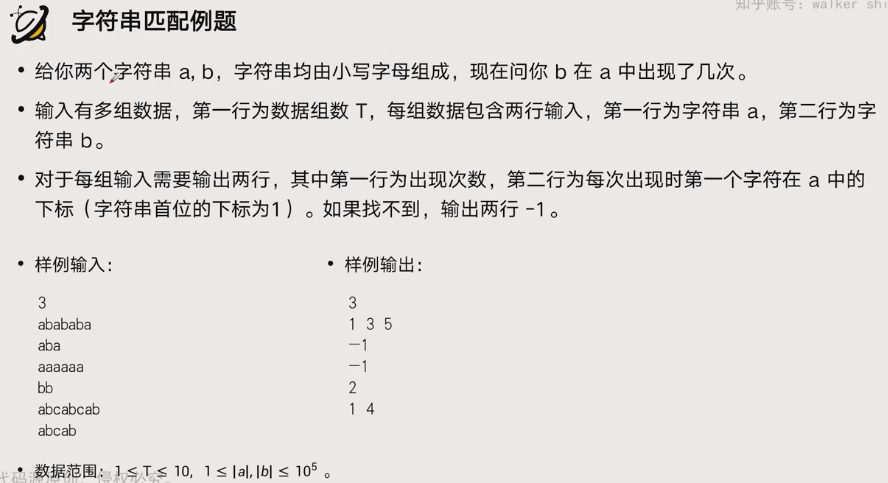 知乎账号：walker shi
字符串匹配例题
• 给你两个字符串 a, b，字符串均由小写字母组成，现在问你 b 在 a 中出现了几次。
• 输入有多组数据，第一行为数据组数 T，每组数据包含两行输入，第一行为字符串 a，第二行为字
符串 b。
• 对于每组输入需要输出两行，其中第一行为出现次数，第二行为每次出现时第一个字符在 a 中的
下标（字符串首位的下标为1）。如果找不到，输出两行 -1。
• 样例输入：
3
abababa
aba
aaaaaa
bb
abcabcab
abcab
• 样例输出：
3
1 3 5
-1
-1
2
1 4
• 数据范围：1 ≤ T ≤ 10, 1 ≤ |a|,|b| ≤ 10⁵ 。
侵权必究。